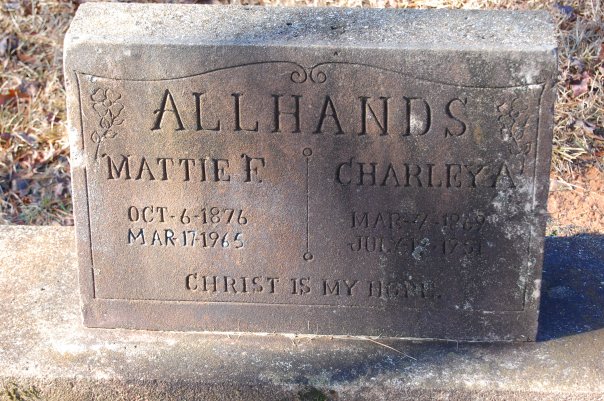 ALLHANDS
MATTIE F. CHARLEY A.
OCT-6-1876
MAR-17-1965
CHRIST IS MY HOPE.